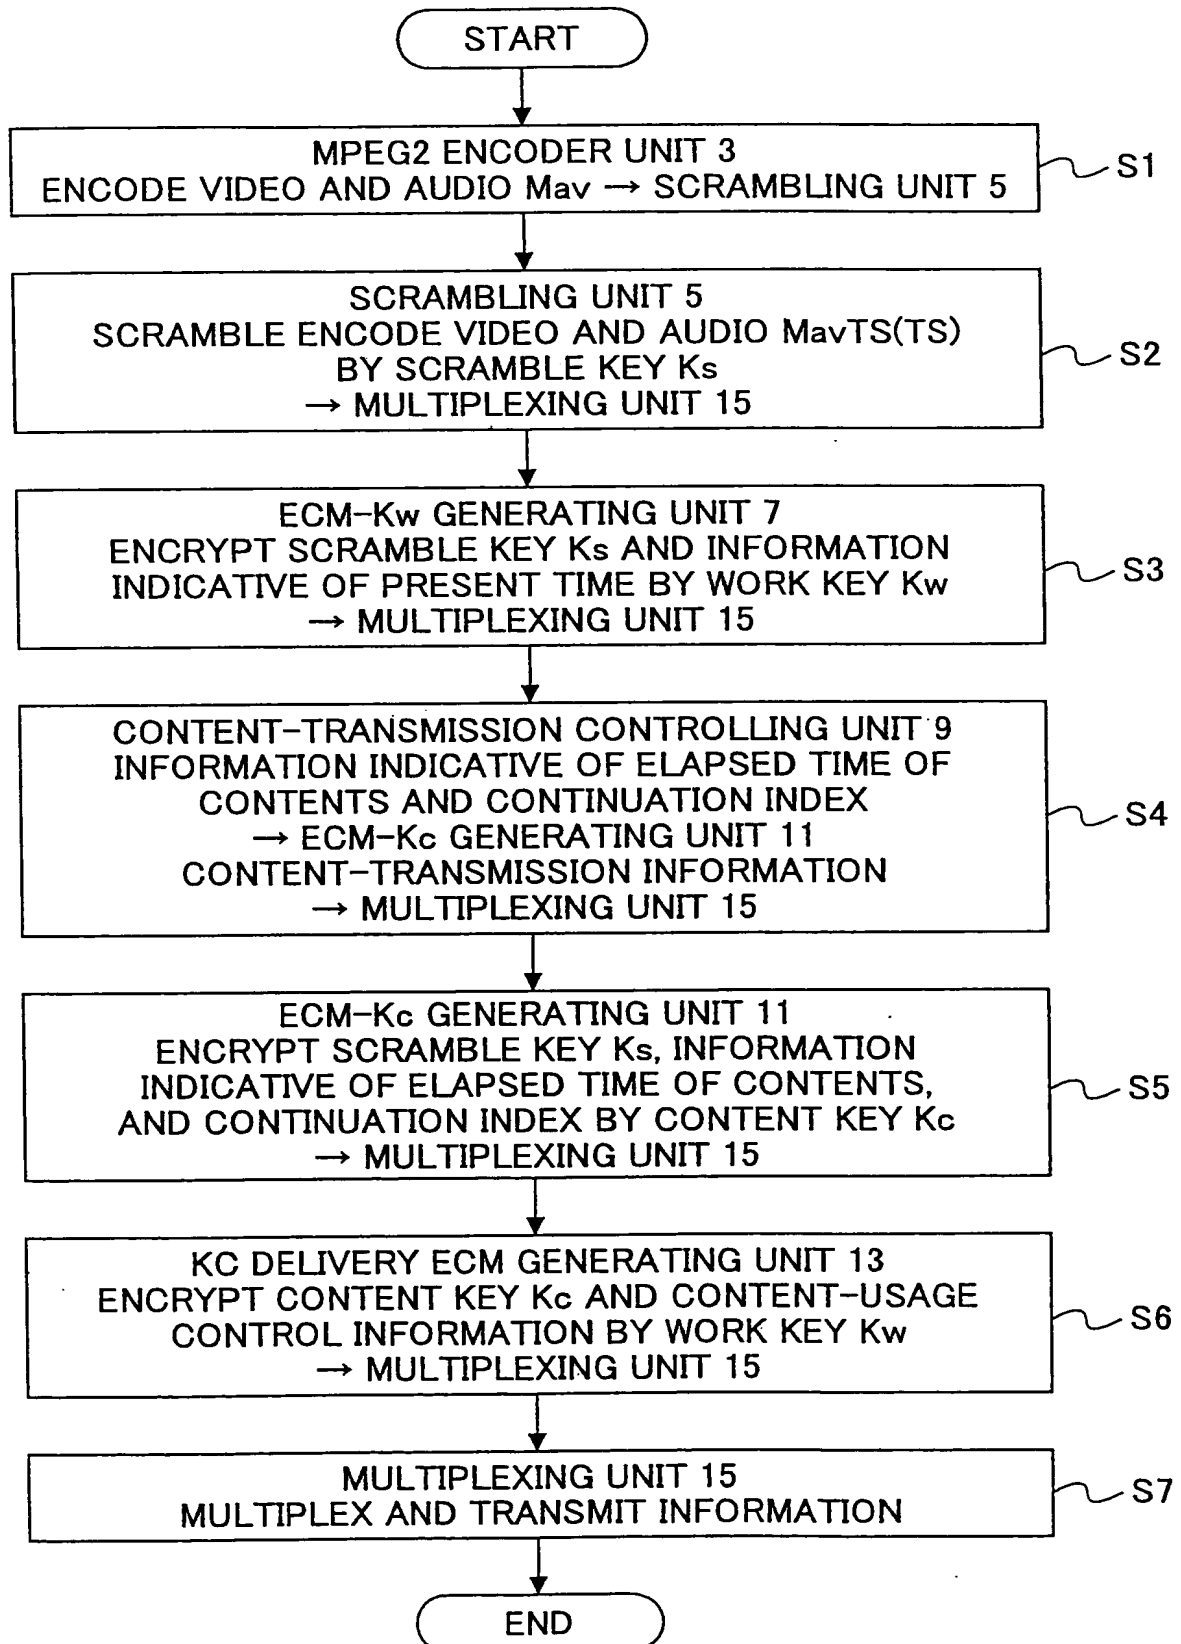 START
MPEG2 ENCODER UNIT 3
ENCODE VIDEO AND AUDIO Mav → SCRAMBLING UNIT 5
S1
SCRAMBLING UNIT 5
SCRAMBLE ENCODE VIDEO AND AUDIO MavTS(TS)
BY SCRAMBLE KEY Ks
→ MULTIPLEXING UNIT 15
S2
ECM-Kw GENERATING UNIT 7
ENCRYPT SCRAMBLE KEY Ks AND INFORMATION
INDICATIVE OF PRESENT TIME BY WORK KEY Kw
→ MULTIPLEXING UNIT 15
S3
CONTENT-TRANSMISSION CONTROLLING UNIT 9
INFORMATION INDICATIVE OF ELAPSED TIME OF
CONTENTS AND CONTINUATION INDEX
→ ECM-Kc GENERATING UNIT 11
CONTENT-TRANSMISSION INFORMATION
→ MULTIPLEXING UNIT 15
S4
ECM-Kc GENERATING UNIT 11
ENCRYPT SCRAMBLE KEY Ks, INFORMATION
INDICATIVE OF ELAPSED TIME OF CONTENTS,
AND CONTINUATION INDEX BY CONTENT KEY Kc
→ MULTIPLEXING UNIT 15
S5
KC DELIVERY ECM GENERATING UNIT 13
ENCRYPT CONTENT KEY Kc AND CONTENT-USAGE
CONTROL INFORMATION BY WORK KEY Kw
→ MULTIPLEXING UNIT 15
S6
MULTIPLEXING UNIT 15
MULTIPLEX AND TRANSMIT INFORMATION
S7
END